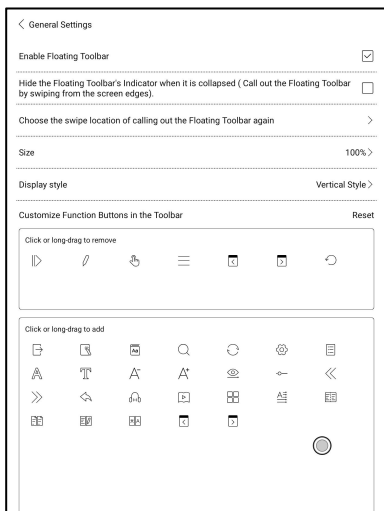 General Settings
Enable Floating Toolbar
Hide the Floating Toolbar's Indicator when it is collapsed ( Call out the Floating Toolbar
by swiping from the screen edges).
Choose the swipe location of calling out the Floating Toolbar again
Size 100%
Display style Vertical Style
Customize Function Buttons in the Toolbar Reset
Click or long-drag to remove
Click or long-drag to add
Aa
A T A- A+